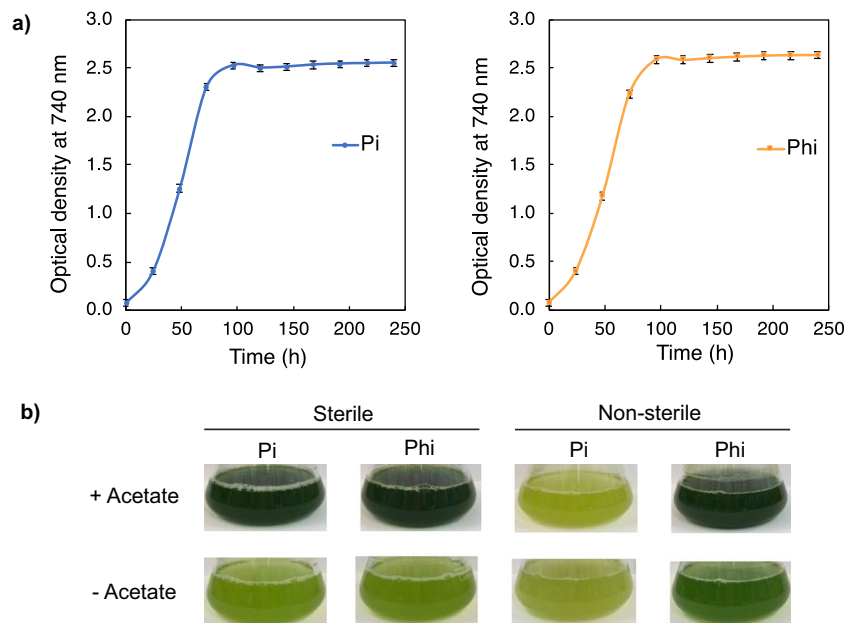 a)
3.0
2.5
2.0
1.5
1.0
0.5
0.0
Optical density at 740 nm
Pi
0 50 100 150 200 250
Time (h)
3.0
2.5
2.0
1.5
1.0
0.5
0.0
Optical density at 740 nm
Phi
0 50 100 150 200 250
Time (h)
b)
Sterile Non-sterile
Pi Phi Pi Phi
+ Acetate
- Acetate